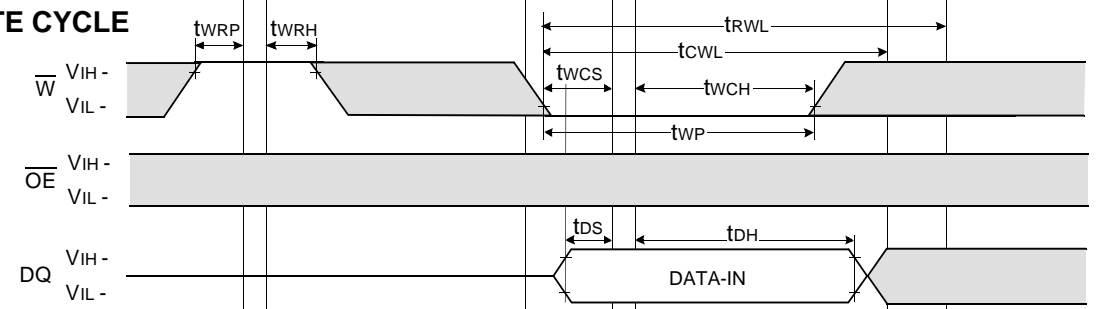 TE CYCLE
tWRP
tWRH
tRWL
tCWL
W
VIH -
VIL -
tWCS
tWCH
tWP
OE
VIH -
VIL -
tDS
tDH
DQ
VIH -
VIL -
DATA-IN